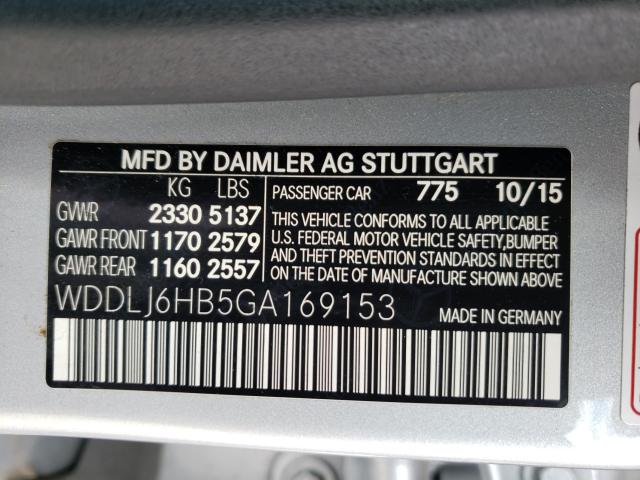 MFD BY DAIMLER AG STUTTGART
KG LBS
GVWR 2330 5137
GAWR FRONT 1170 2579
GAWR REAR 1160 2557
PASSENGER CAR 775 10/15
THIS VEHICLE CONFORMS TO ALL APPLICABLE
U.S. FEDERAL MOTOR VEHICLE SAFETY,BUMPER
AND THEFT PREVENTION STANDARDS IN EFFECT
ON THE DATE OF MANUFACTURE SHOWN ABOVE.
WDDLJ6HB5GA169153
MADE IN GERMANY